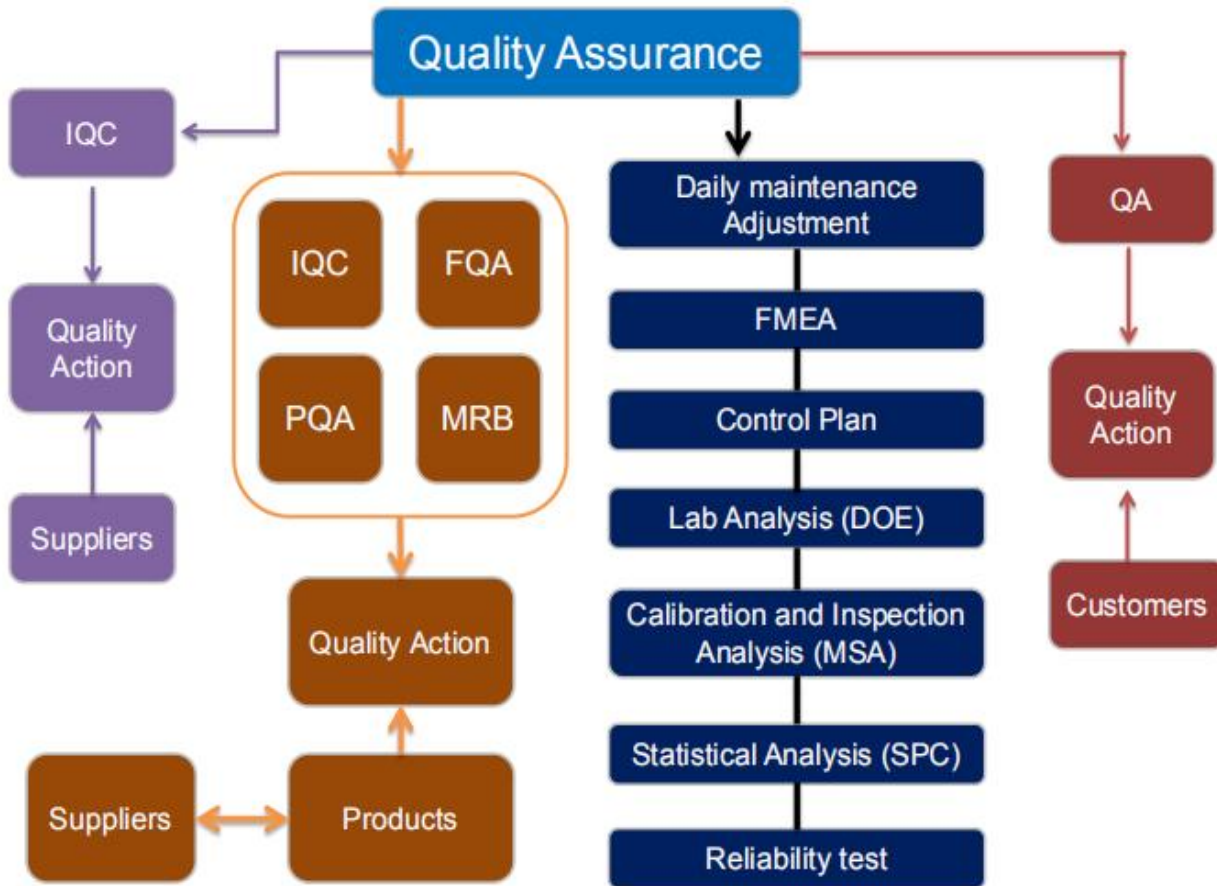 Quality Assurance
IQC
Quality
Action
Suppliers
IQC
FQA
PQA
MRB
Quality Action
Suppliers
Products
Daily maintenance
Adjustment
FMEA
Control Plan
Lab Analysis (DOE)
Calibration and Inspection
Analysis (MSA)
Statistical Analysis (SPC)
Reliability test
QA
Quality
Action
Customers